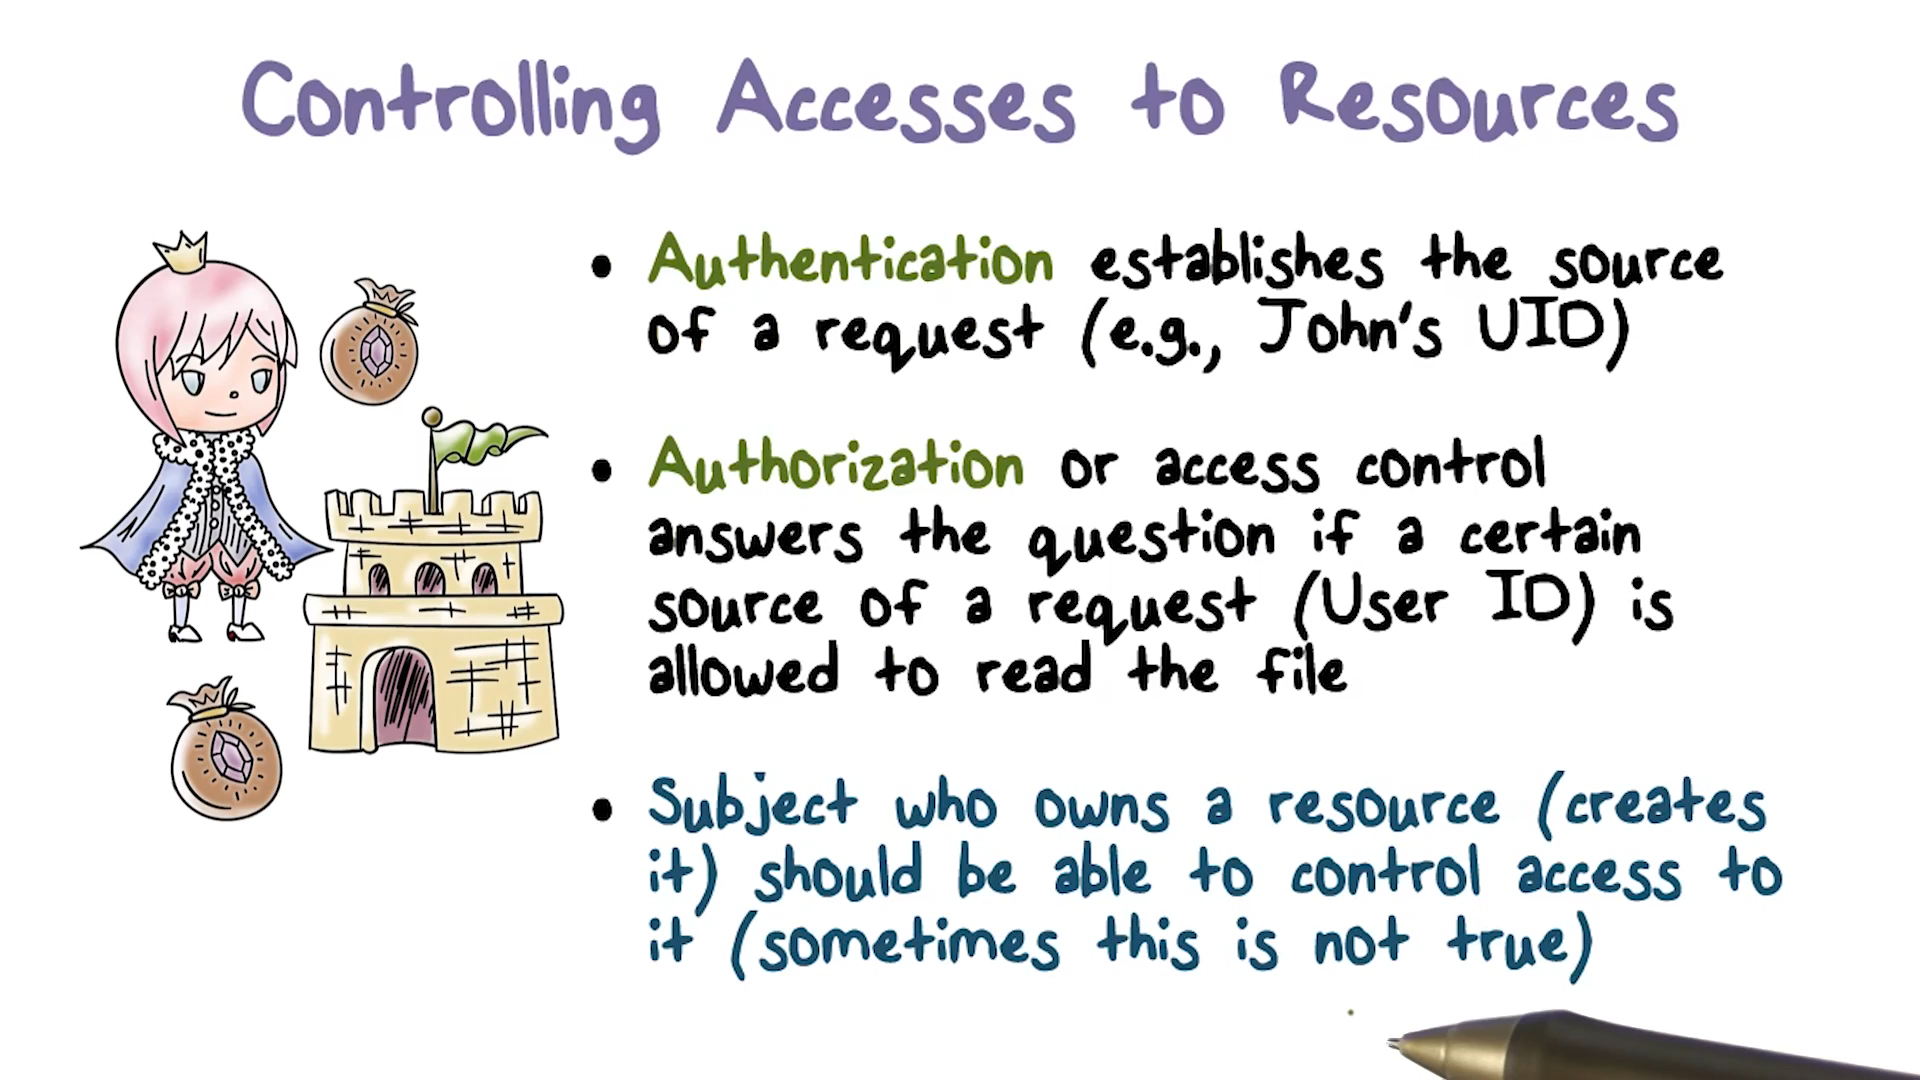 Controlling Accesses to Resources
• Authentication establishes the source
of a request (e.g., John's UID)
• Authorization or access control
answers the question if a certain
source of a request (User ID) is
allowed to read the file
• Subject who owns a resource (creates
it) should be able to control access to
it (sometimes this is not true)